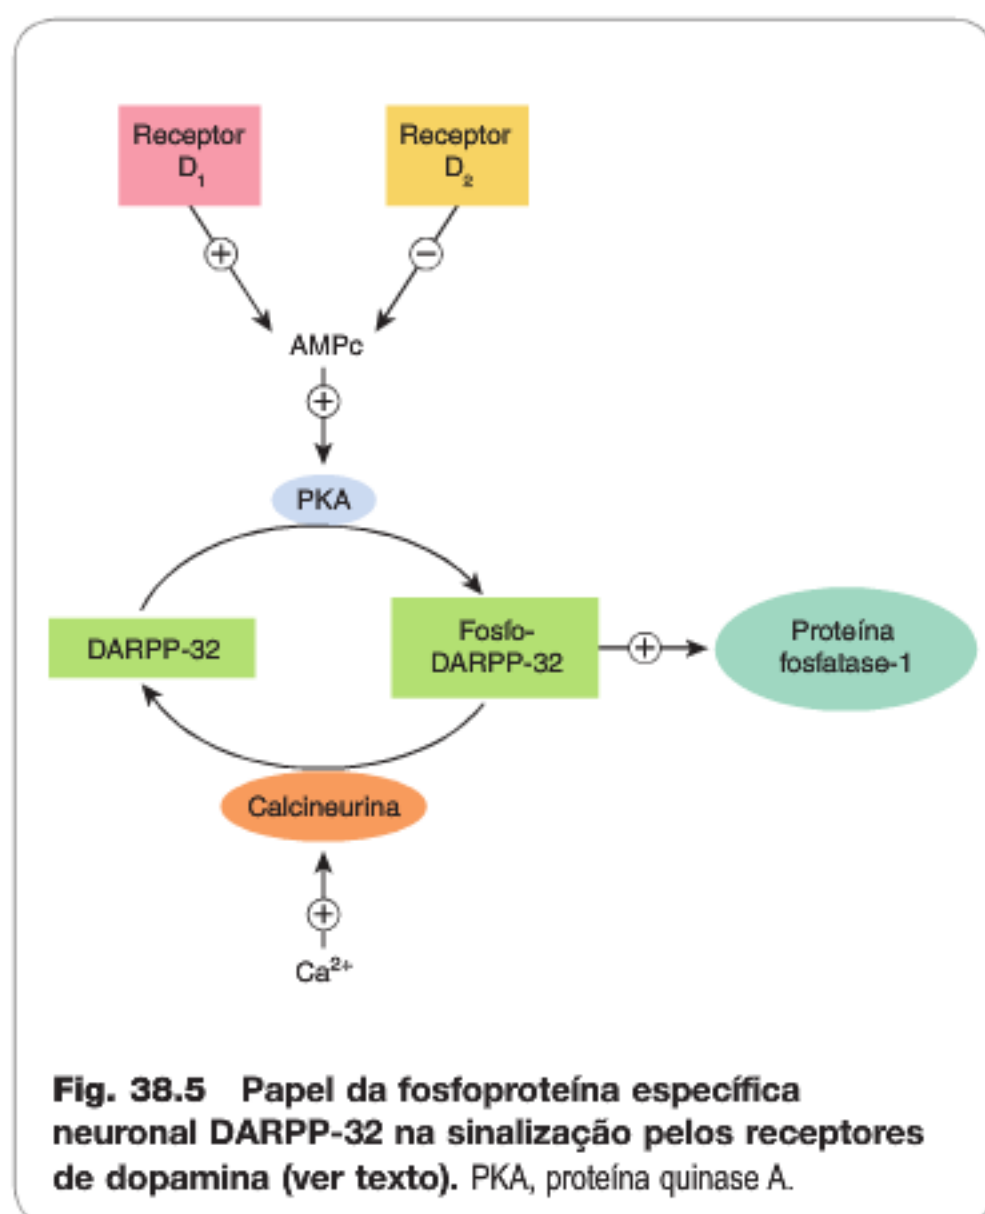 Receptor
D₁
Receptor
D₂
+
−
AMPc
+
PKA
DARPP-32
Fosfo-
DARPP-32
+
Proteína
fosfatase-1
Calcineurina
+
Ca²⁺
Fig. 38.5 Papel da fosfoproteína específica
neuronal DARPP-32 na sinalização pelos receptores
de dopamina (ver texto). PKA, proteína quinase A.